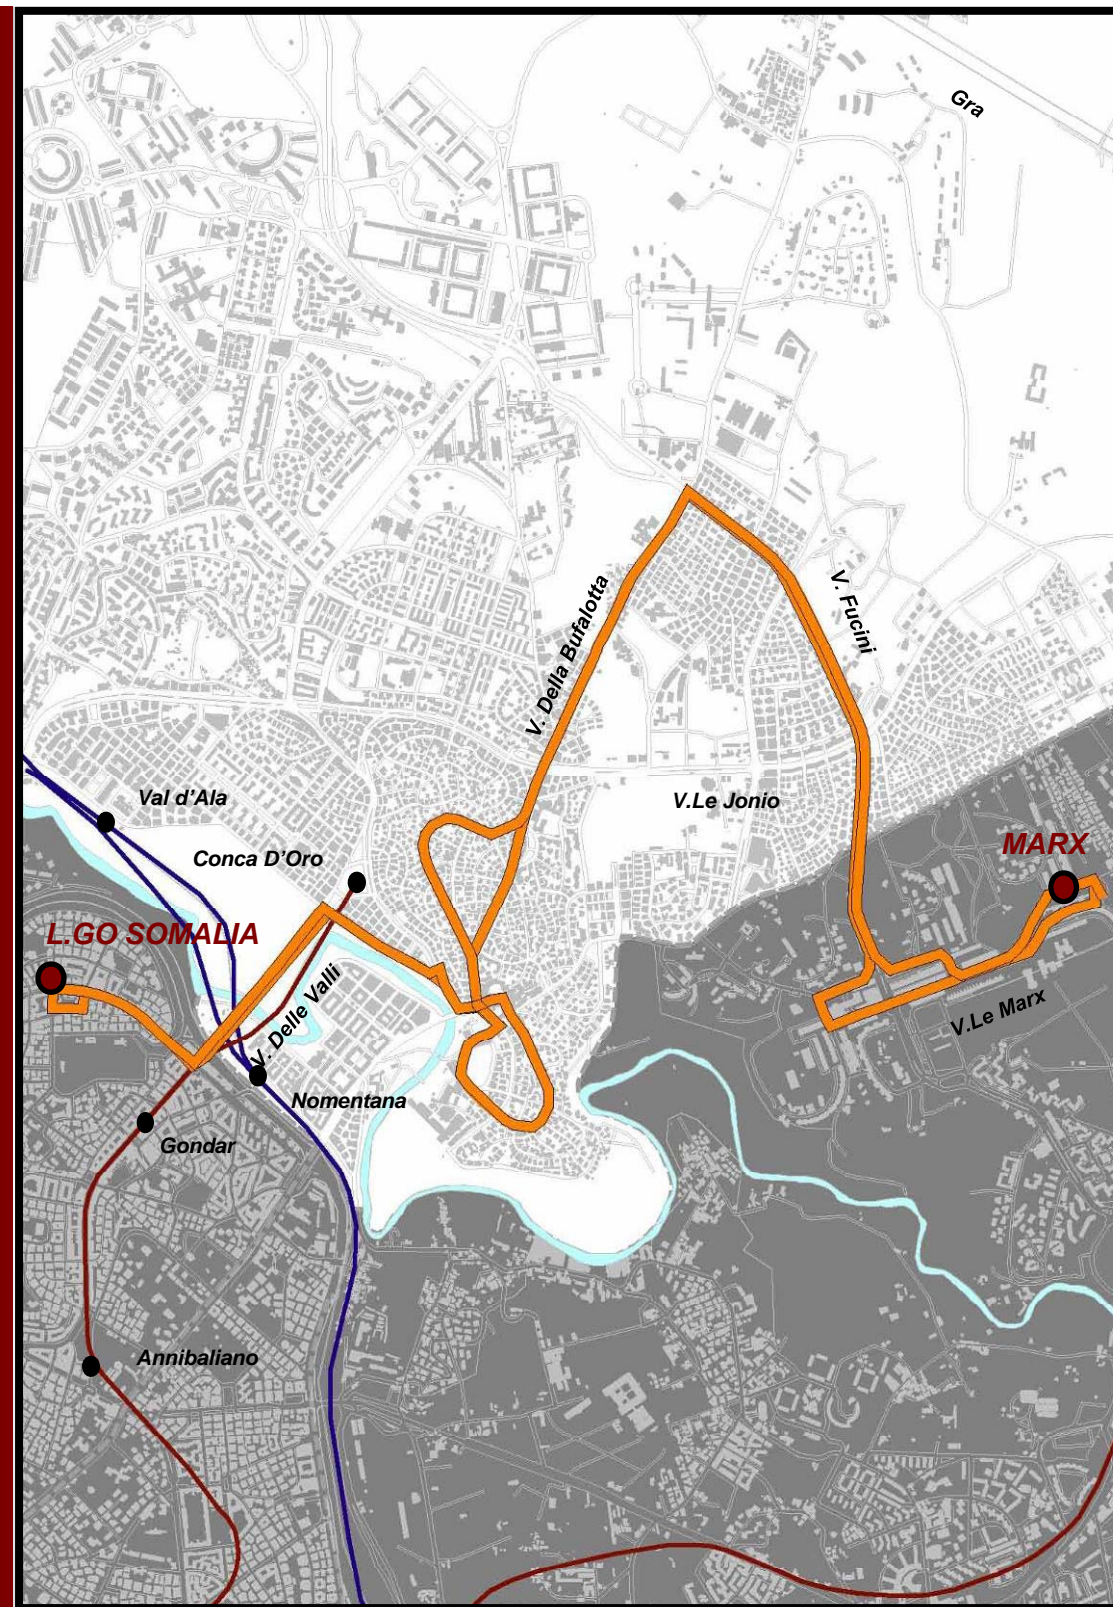 Gra
V. Della Bufalotta
V. Fucini
Val d'Ala
V.Le Jonio
Conca D'Oro
MARX
L.GO SOMALIA
V. Delle Valli
V.Le Marx
Nomentana
Gondar
Annibaliano